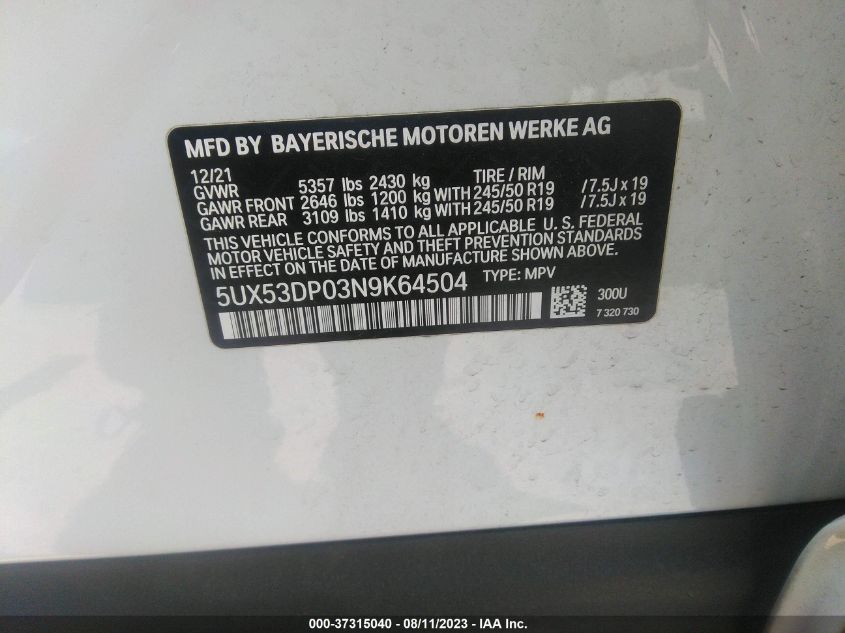 MFD BY BAYERISCHE MOTOREN WERKE AG
12/21 TIRE / RIM
GVWR 5357 lbs 2430 kg
GAWR FRONT 2646 lbs 1200 kg WITH 245/50 R19 /7.5J x 19
GAWR REAR 3109 lbs 1410 kg WITH 245/50 R19 /7.5J x 19
THIS VEHICLE CONFORMS TO ALL APPLICABLE U. S. FEDERAL
MOTOR VEHICLE SAFETY AND THEFT PREVENTION STANDARDS
IN EFFECT ON THE DATE OF MANUFACTURE SHOWN ABOVE.
5UX53DP03N9K64504 TYPE: MPV
300U
7 320 730
000-37315040 - 08/11/2023 - IAA Inc.